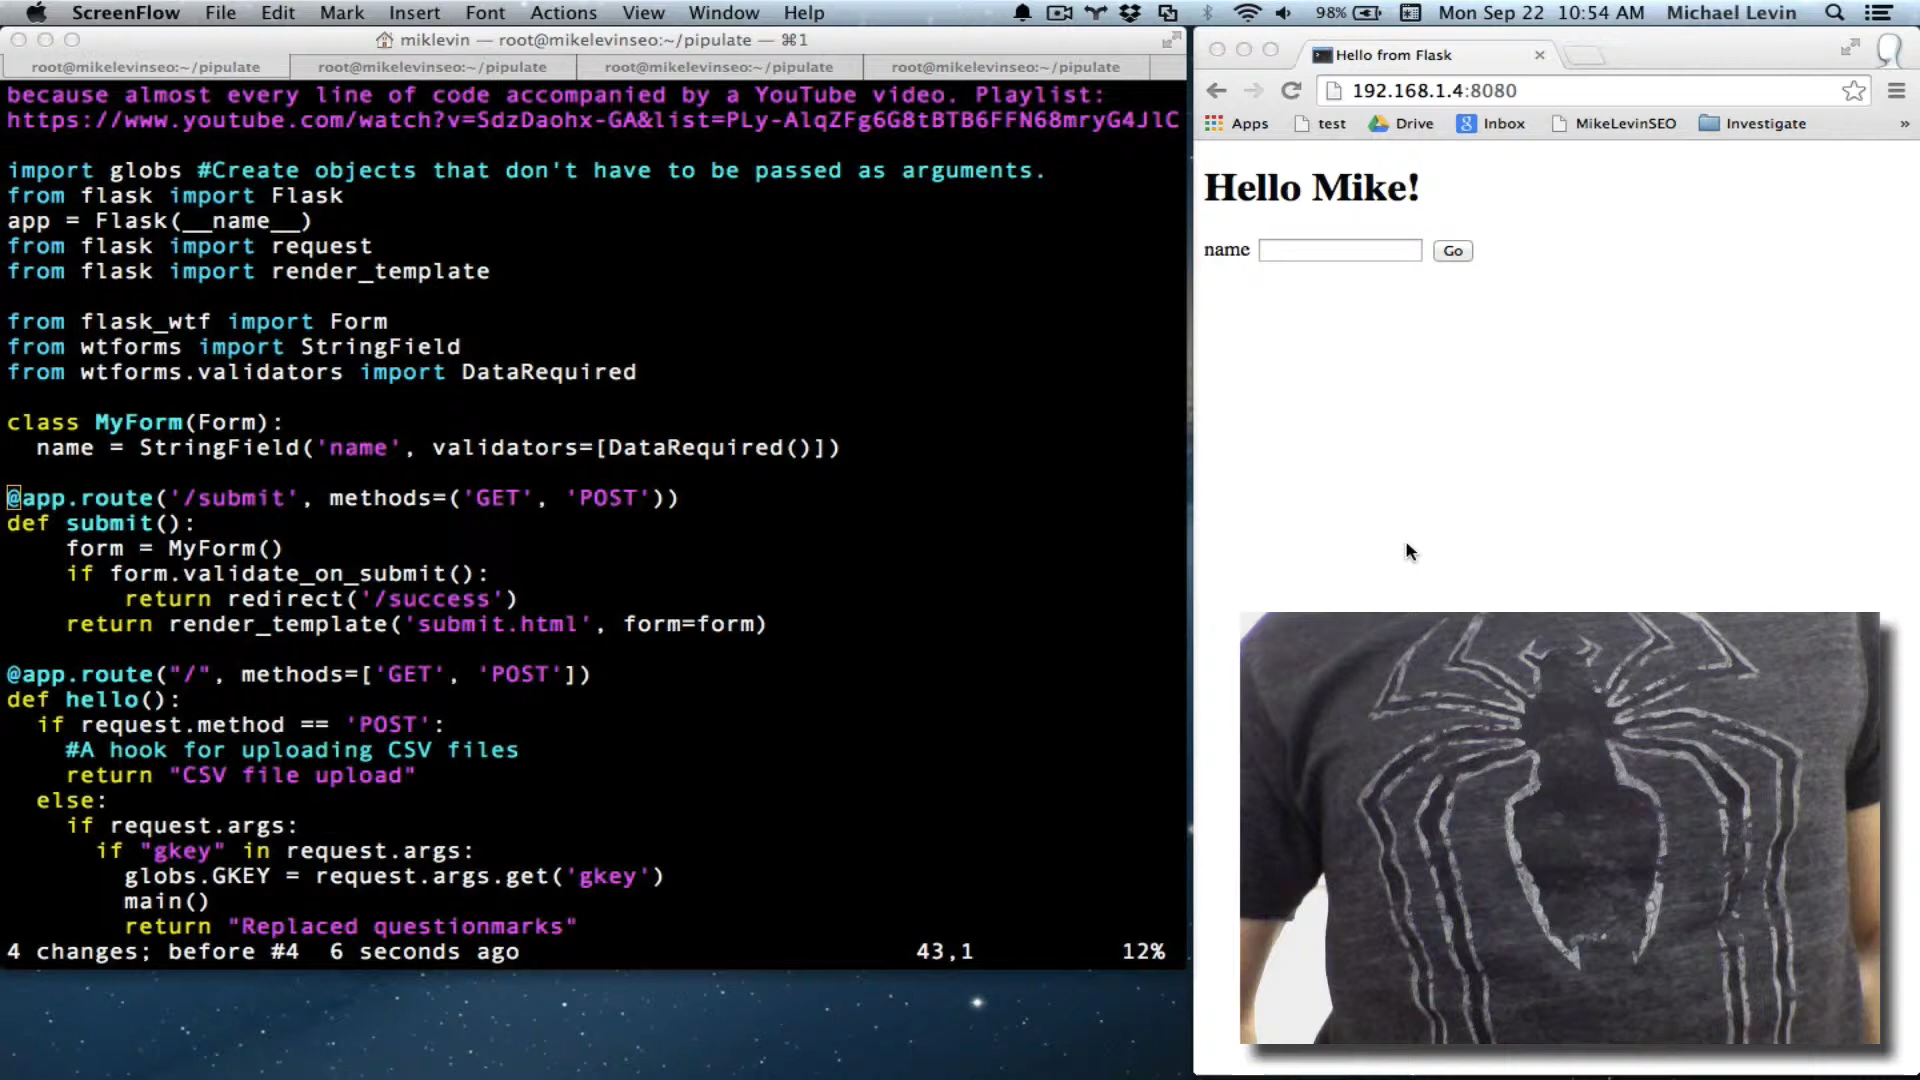 ScreenFlow File Edit Mark Insert Font Actions View Window Help 98% Mon Sep 22 10:54 AM Michael Levin
miklevin — root@mikelevinseo:~/pipulate — ⌘1
root@mikelevinseo:~/pipulate root@mikelevinseo:~/pipulate root@mikelevinseo:~/pipulate root@mikelevinseo:~/pipulate
because almost every line of code accompanied by a YouTube video. Playlist:
https://www.youtube.com/watch?v=SdzDaohx-GA&list=PLy-AlqZFg6G8tBTB6FFN68mryG4JlC
import globs #Create objects that don't have to be passed as arguments.
from flask import Flask
app = Flask(__name__)
from flask import request
from flask import render_template
from flask_wtf import Form
from wtforms import StringField
from wtforms.validators import DataRequired
class MyForm(Form):
  name = StringField('name', validators=[DataRequired()])
@app.route('/submit', methods=('GET', 'POST'))
def submit():
    form = MyForm()
    if form.validate_on_submit():
        return redirect('/success')
    return render_template('submit.html', form=form)
@app.route("/", methods=['GET', 'POST'])
def hello():
  if request.method == 'POST':
    #A hook for uploading CSV files
    return "CSV file upload"
  else:
    if request.args:
      if "gkey" in request.args:
        globs.GKEY = request.args.get('gkey')
        main()
        return "Replaced questionmarks"
4 changes; before #4  6 seconds ago 43,1 12%
Hello from Flask
192.168.1.4:8080
Apps test Drive Inbox MikeLevinSEO Investigate »
Hello Mike!
name Go